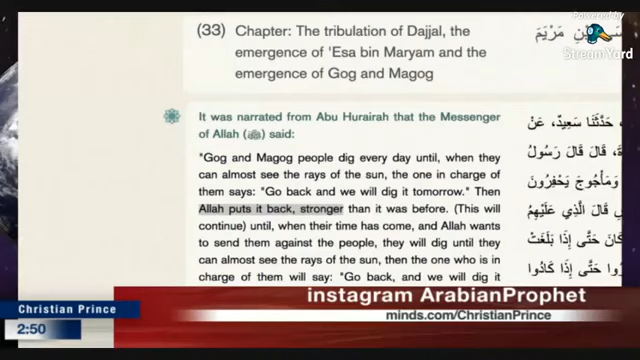 (33) Chapter: The tribulation of Dajjal, the
emergence of 'Esa bin Maryam and the
emergence of Gog and Magog
مَرْيَمَ
Powered by
StreamYard
It was narrated from Abu Hurairah that the Messenger
of Allah (ﷺ) said:
"Gog and Magog people dig every day until, when they
can almost see the rays of the sun, the one in charge of
them says: "Go back and we will dig it tomorrow." Then
Allah puts it back, stronger than it was before. (This will
continue) until, when their time has come, and Allah wants
to send them against the people, they will dig until they
can almost see the rays of the sun, then the one who is in
charge of them will say: "Go back, and we will dig it
حَدَّثَنَا سَعِيدٌ، عَنْ
قَالَ قَالَ رَسُولُ
وَمَأْجُوجَ يَحْفِرُونَ
قَالَ الَّذِي عَلَيْهِمُ
حَتَّى إِذَا بَلَغَتْ
حَتَّى إِذَا كَادُوا
instagram ArabianProphet
minds.com/ChristianPrince
Christian Prince
2:50